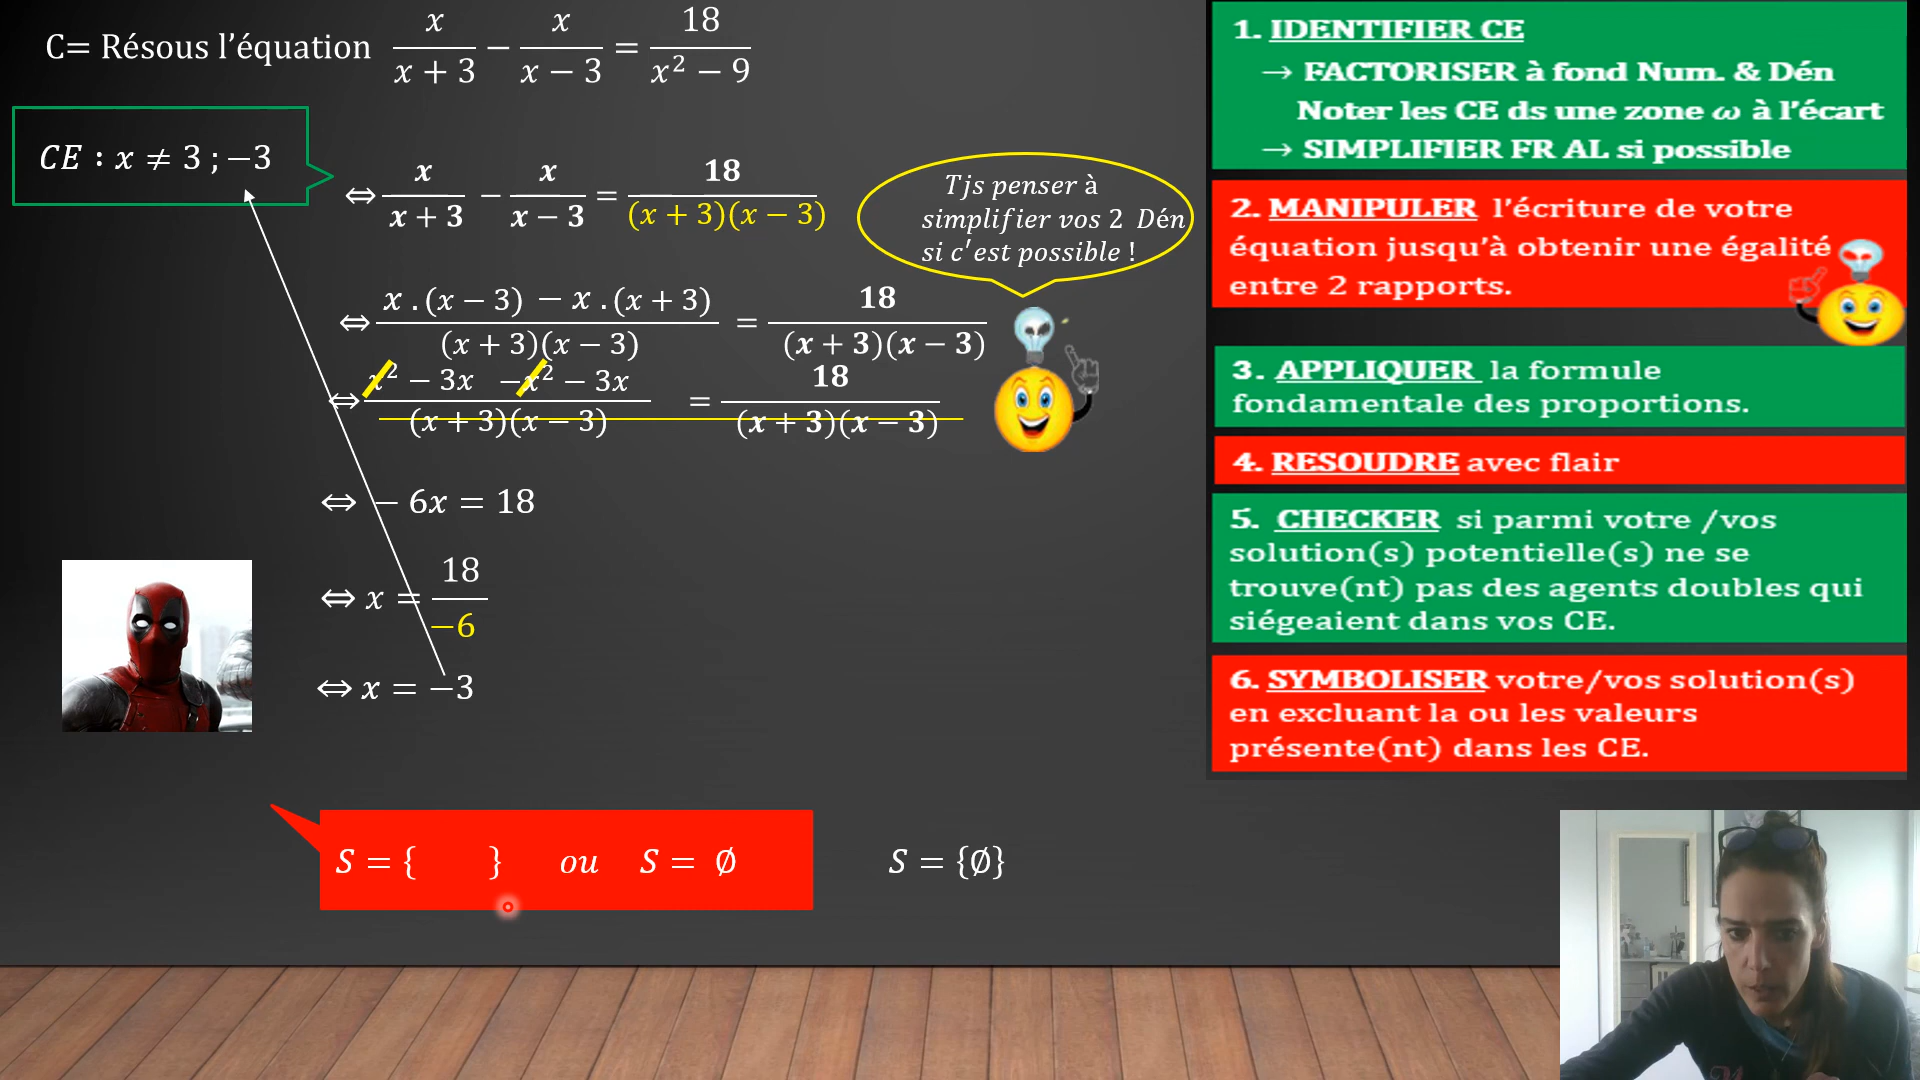 C= Résous l'équation x/(x + 3) − x/(x − 3) = 18/(x² − 9)
CE : x ≠ 3 ; −3
⇔ x/(x + 3) − x/(x − 3) = 18/((x + 3)(x − 3))
Tjs penser à
simplifier vos 2 Dén
si c'est possible !
⇔ (x . (x − 3) − x . (x + 3))/((x + 3)(x − 3)) = 18/((x + 3)(x − 3))
⇔ (x² − 3x −x² − 3x)/((x + 3)(x − 3)) = 18/((x + 3)(x − 3))
⇔ − 6x = 18
⇔ x = 18/−6
⇔ x = −3
S = { } ou S = ∅
S = {∅}
1. IDENTIFIER CE
→ FACTORISER à fond Num. & Dén
Noter les CE ds une zone ω à l'écart
→ SIMPLIFIER FR AL si possible
2. MANIPULER l'écriture de votre
équation jusqu'à obtenir une égalité
entre 2 rapports.
3. APPLIQUER la formule
fondamentale des proportions.
4. RESOUDRE avec flair
5. CHECKER si parmi votre /vos
solution(s) potentielle(s) ne se
trouve(nt) pas des agents doubles qui
siégeaient dans vos CE.
6. SYMBOLISER votre/vos solution(s)
en excluant la ou les valeurs
présente(nt) dans les CE.